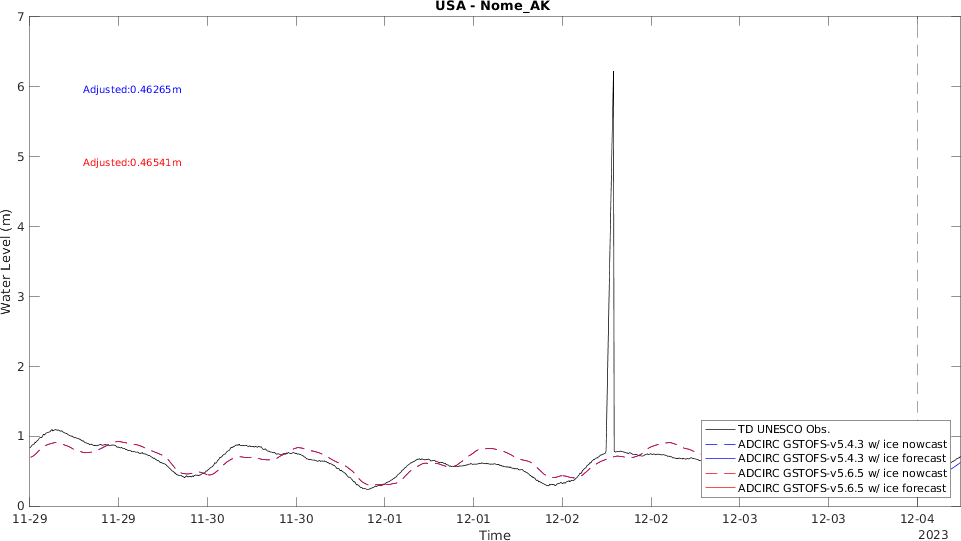 USA - Nome_AK
7
6
5
4
3
2
1
0
Water Level (m)
Adjusted:0.46265m
Adjusted:0.46541m
TD UNESCO Obs.
ADCIRC GSTOFS-v5.4.3 w/ ice nowcast
ADCIRC GSTOFS-v5.4.3 w/ ice forecast
ADCIRC GSTOFS-v5.6.5 w/ ice nowcast
ADCIRC GSTOFS-v5.6.5 w/ ice forecast
11-29 11-29 11-30 11-30 12-01 12-01 12-02 12-02 12-03 12-03 12-04
Time
2023